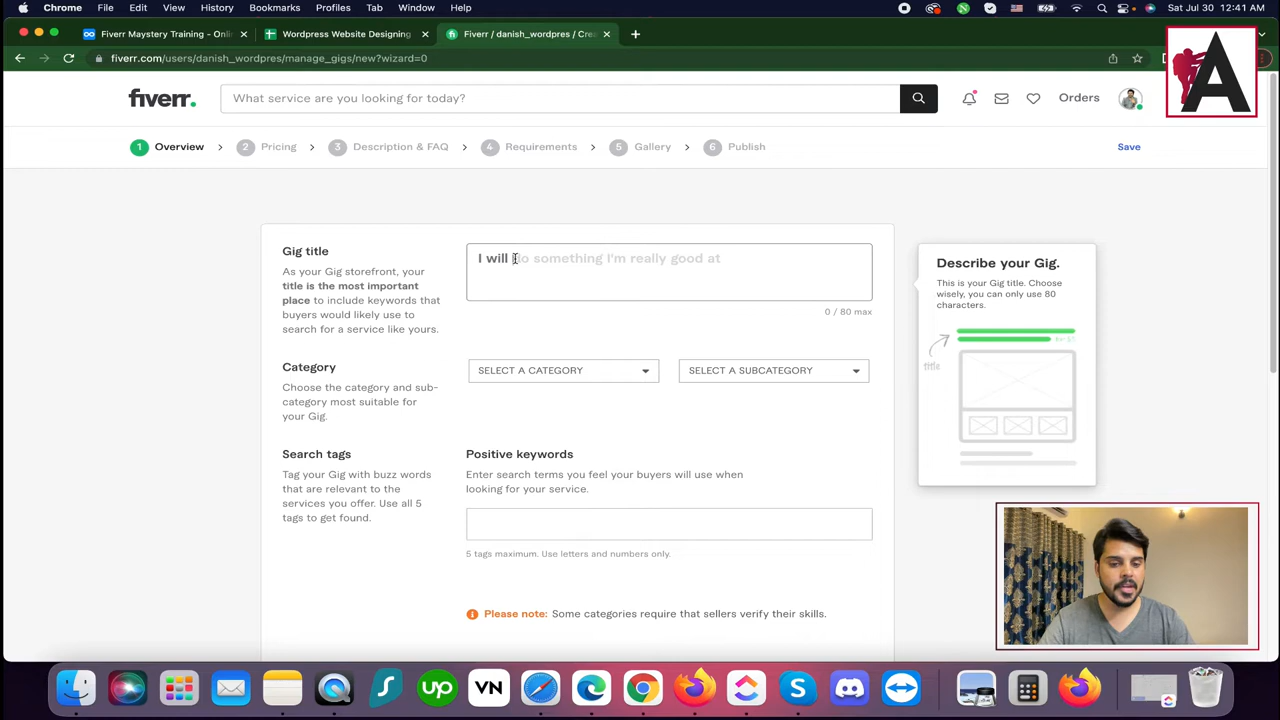 Chrome File Edit View History Bookmarks Profiles Tab Window Help Sat Jul 30 12:41 AM
Fiverr Maystery Training - Onli Wordpress Website Designing Fiverr / danish_wordpres / Crea
fiverr.com/users/danish_wordpres/manage_gigs/new?wizard=0
A
fiverr. What service are you looking for today? Orders
1 Overview 2 Pricing 3 Description & FAQ 4 Requirements 5 Gallery 6 Publish Save
Gig title
As your Gig storefront, your
title is the most important
place to include keywords that
buyers would likely use to
search for a service like yours.
I will do something I'm really good at
0 / 80 max
Describe your Gig.
This is your Gig title. Choose
wisely, you can only use 80
characters.
title
Category
Choose the category and sub-
category most suitable for
your Gig.
SELECT A CATEGORY SELECT A SUBCATEGORY
Search tags
Tag your Gig with buzz words
that are relevant to the
services you offer. Use all 5
tags to get found.
Positive keywords
Enter search terms you feel your buyers will use when
looking for your service.
5 tags maximum. Use letters and numbers only.
Please note: Some categories require that sellers verify their skills.
up VN